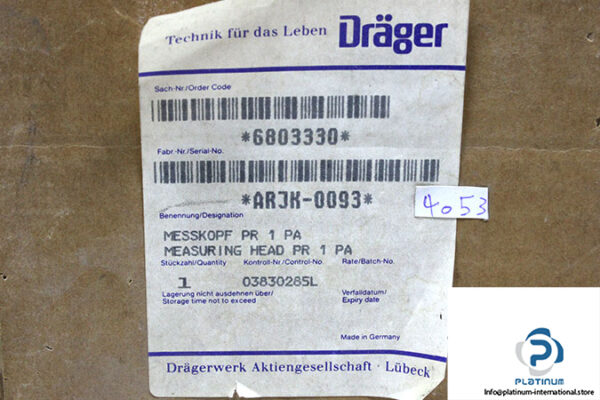 Technik für das Leben Dräger
Sach-Nr./Order Code
*6803330*
Fabr.-Nr./Serial-No.
*ARJK-0093*
4053
Benennung/Designation
MESSKOPF PR 1 PA
MEASURING HEAD PR 1 PA
Stückzahl/Quantity Kontroll-Nr./Control-No. Rate/Batch-No.
1 03830285L
Lagerung nicht ausdehnen über/ Verfalldatum/
Storage time not to exceed Expiry date
Made in Germany
Drägerwerk Aktiengesellschaft · Lübeck
PLATINUM
Info@platinum-international.store